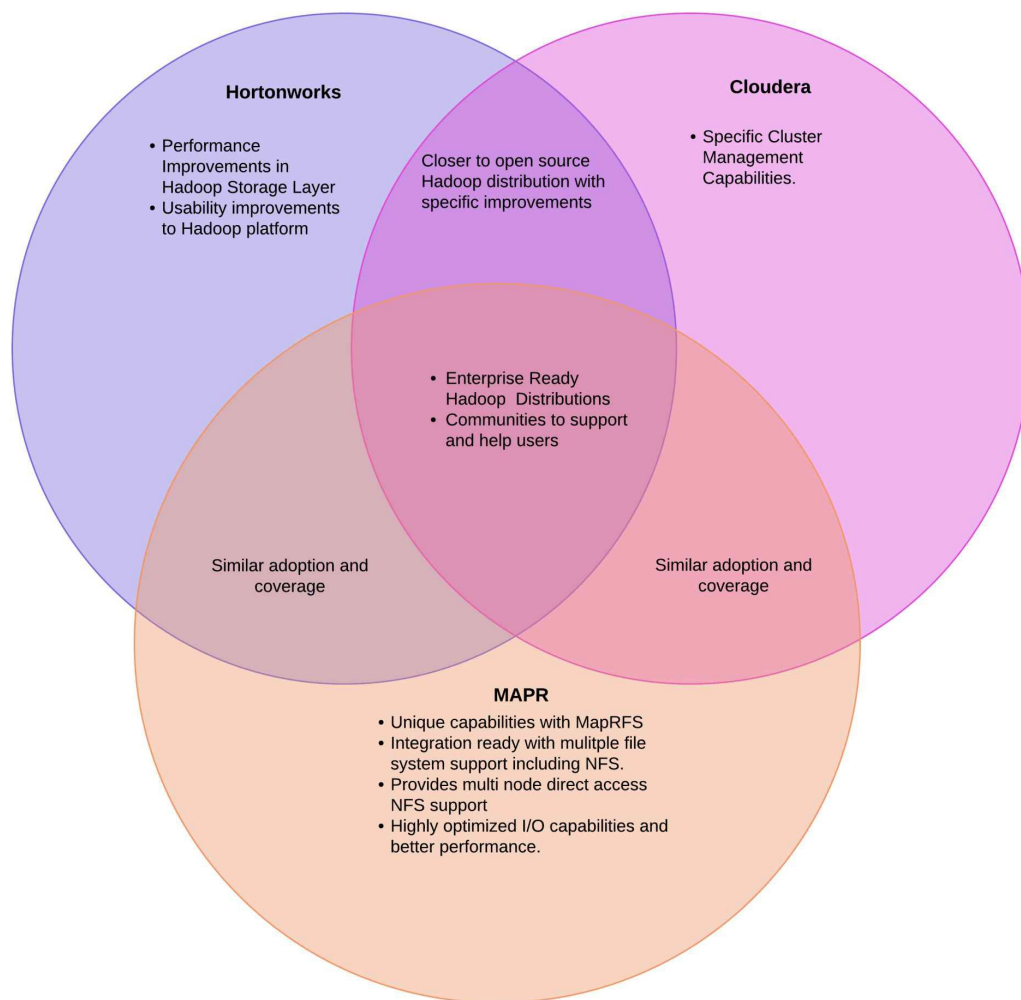 Hortonworks
• Performance
Improvements in
Hadoop Storage Layer
• Usability improvements
to Hadoop platform
Closer to open source
Hadoop distribution with
specific improvements
Cloudera
• Specific Cluster
Management
Capabilities.
• Enterprise Ready
Hadoop Distributions
• Communities to support
and help users
Similar adoption and
coverage
Similar adoption and
coverage
MAPR
• Unique capabilities with MapRFS
• Integration ready with mulitple file
system support including NFS.
• Provides multi node direct access
NFS support
• Highly optimized I/O capabilities and
better performance.